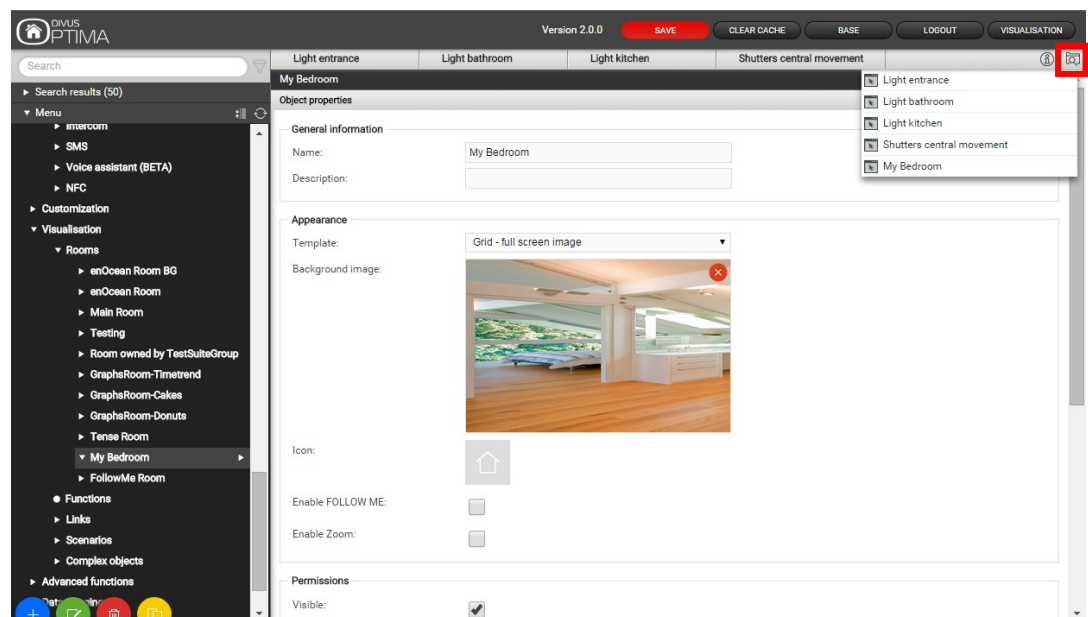 DIVUS
OPTIMA
Version 2.0.0
SAVE
CLEAR CACHE
BASE
LOGOUT
VISUALISATION
Search
Light entrance
Light bathroom
Light kitchen
Shutters central movement
Search results (50)
Menu
Intercom
SMS
Voice assistant (BETA)
NFC
Customization
Visualisation
Rooms
enOcean Room BG
enOcean Room
Main Room
Testing
Room owned by TestSuiteGroup
GraphsRoom-Timetrend
GraphsRoom-Cakes
GraphsRoom-Donuts
Tense Room
My Bedroom
FollowMe Room
Functions
Links
Scenarios
Complex objects
Advanced functions
My Bedroom
Object properties
General information
Name: My Bedroom
Description:
Appearance
Template: Grid - full screen image
Background image:
Icon:
Enable FOLLOW ME:
Enable Zoom:
Permissions
Visible:
Light entrance
Light bathroom
Light kitchen
Shutters central movement
My Bedroom